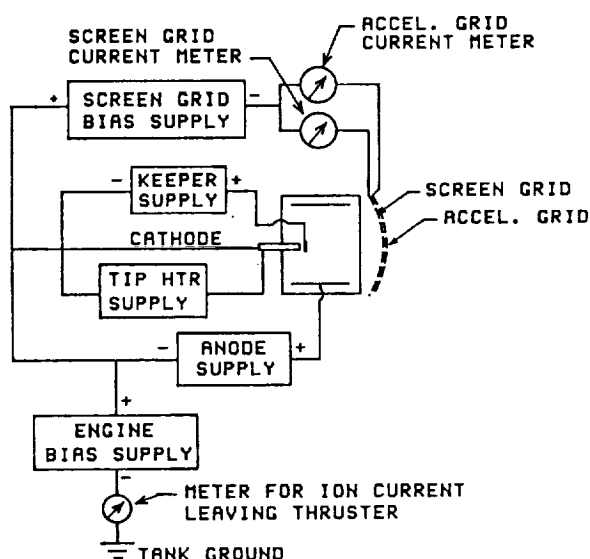 ACCEL. GRID
CURRENT METER
SCREEN GRID
CURRENT METER
+
SCREEN GRID
BIAS SUPPLY
-
-
KEEPER
SUPPLY
+
SCREEN GRID
ACCEL. GRID
CATHODE
TIP HTR
SUPPLY
-
ANODE
SUPPLY
+
+
ENGINE
BIAS SUPPLY
-
METER FOR ION CURRENT
LEAVING THRUSTER
TANK GROUND